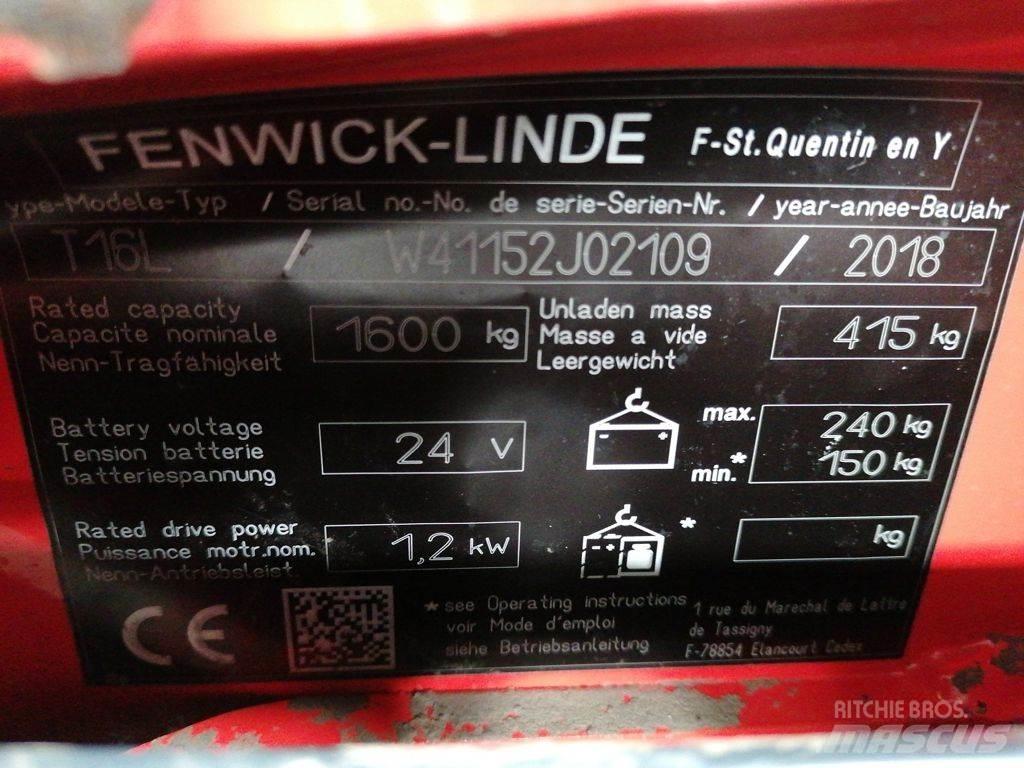 FENWICK-LINDE F-St.Quentin en Y
ype-Modele-Typ / Serial no.-No. de serie-Serien-Nr. / year-annee-Baujahr
T16L / W41152J02109 / 2018
Rated capacity
Capacite nominale
Nenn-Tragfähigkeit
1600 kg
Unladen mass
Masse a vide
Leergewicht
415 kg
Battery voltage
Tension batterie
Batteriespannung
24 V
max. 240 kg
min.* 150 kg
Rated drive power
Puissance motr.nom.
Nenn-Antriebsleist.
1,2 kW
* kg
CE
* see Operating instructions
voir Mode d'emploi
siehe Betriebsanleitung
1 rue du Marechal de Lattre
de Tassigny
F-78854 Elancourt Cedex
RITCHIE BROS.
MASCUS